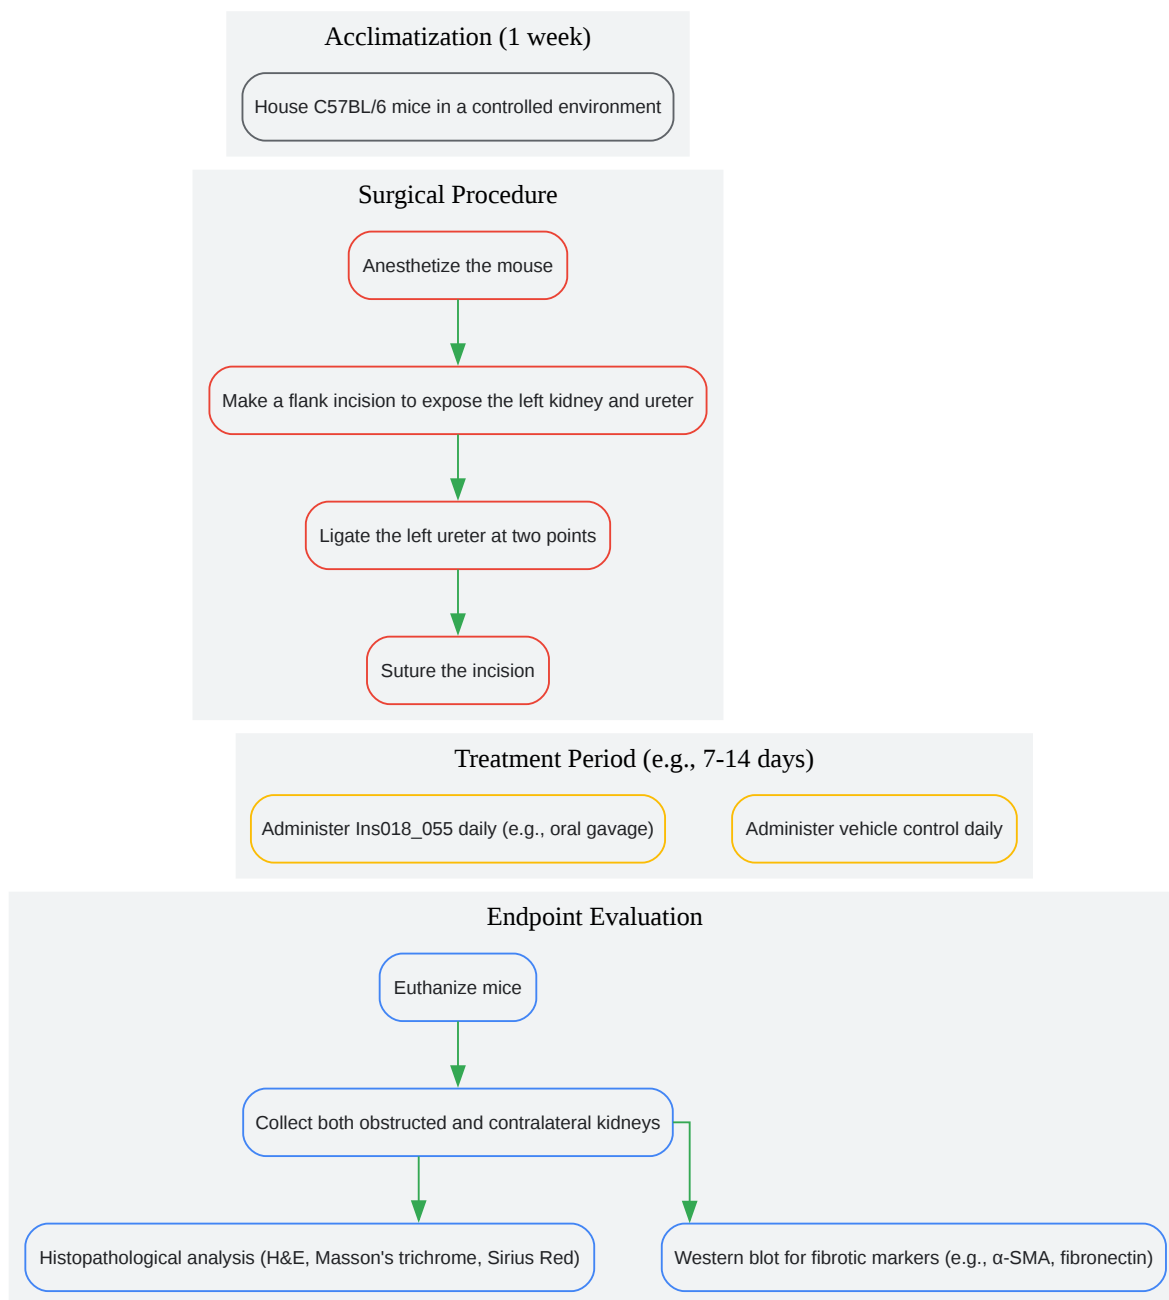 Acclimatization (1 week)
House C57BL/6 mice in a controlled environment
Surgical Procedure
Anesthetize the mouse
Make a flank incision to expose the left kidney and ureter
Ligate the left ureter at two points
Suture the incision
Treatment Period (e.g., 7-14 days)
Administer Ins018_055 daily (e.g., oral gavage)
Administer vehicle control daily
Endpoint Evaluation
Euthanize mice
Collect both obstructed and contralateral kidneys
Histopathological analysis (H&E, Masson's trichrome, Sirius Red)
Western blot for fibrotic markers (e.g., α-SMA, fibronectin)